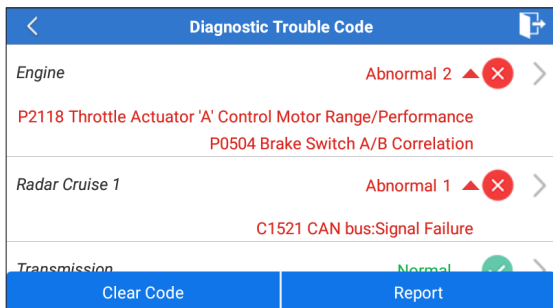 Diagnostic Trouble Code
Engine
Abnormal 2
P2118 Throttle Actuator 'A' Control Motor Range/Performance
P0504 Brake Switch A/B Correlation
Radar Cruise 1
Abnormal 1
C1521 CAN bus:Signal Failure
Transmission
Normal
Clear Code
Report